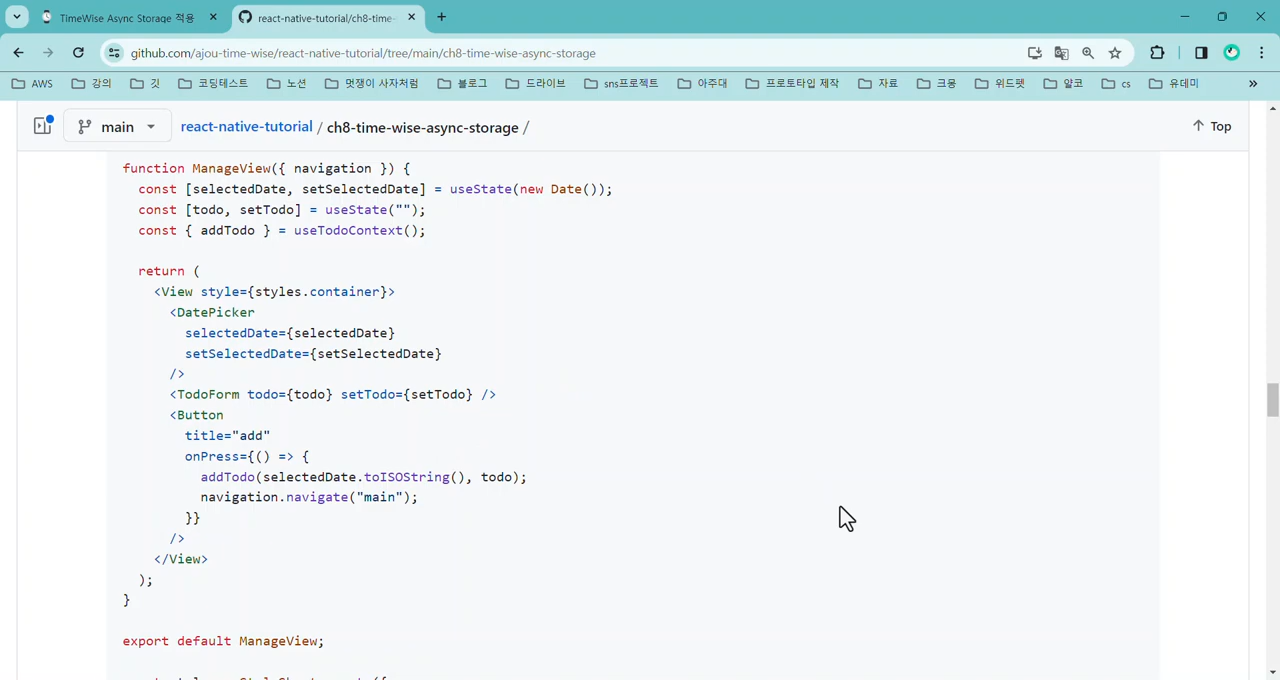 TimeWise Async Storage 적용
react-native-tutorial/ch8-time-
github.com/ajou-time-wise/react-native-tutorial/tree/main/ch8-time-wise-async-storage
AWS 강의 깃 코딩테스트 노션 멋쟁이 사자처럼 블로그 드라이브 sns프로젝트 아주대 프로토타입 제작 자료 크몽 위드펫 얄코 cs 유데미 »
main react-native-tutorial / ch8-time-wise-async-storage / Top
function ManageView({ navigation }) {
const [selectedDate, setSelectedDate] = useState(new Date());
const [todo, setTodo] = useState("");
const { addTodo } = useTodoContext();
return (
<View style={styles.container}>
<DatePicker
selectedDate={selectedDate}
setSelectedDate={setSelectedDate}
/>
<TodoForm todo={todo} setTodo={setTodo} />
<Button
title="add"
onPress={() => {
addTodo(selectedDate.toISOString(), todo);
navigation.navigate("main");
}}
/>
</View>
);
}
export default ManageView;